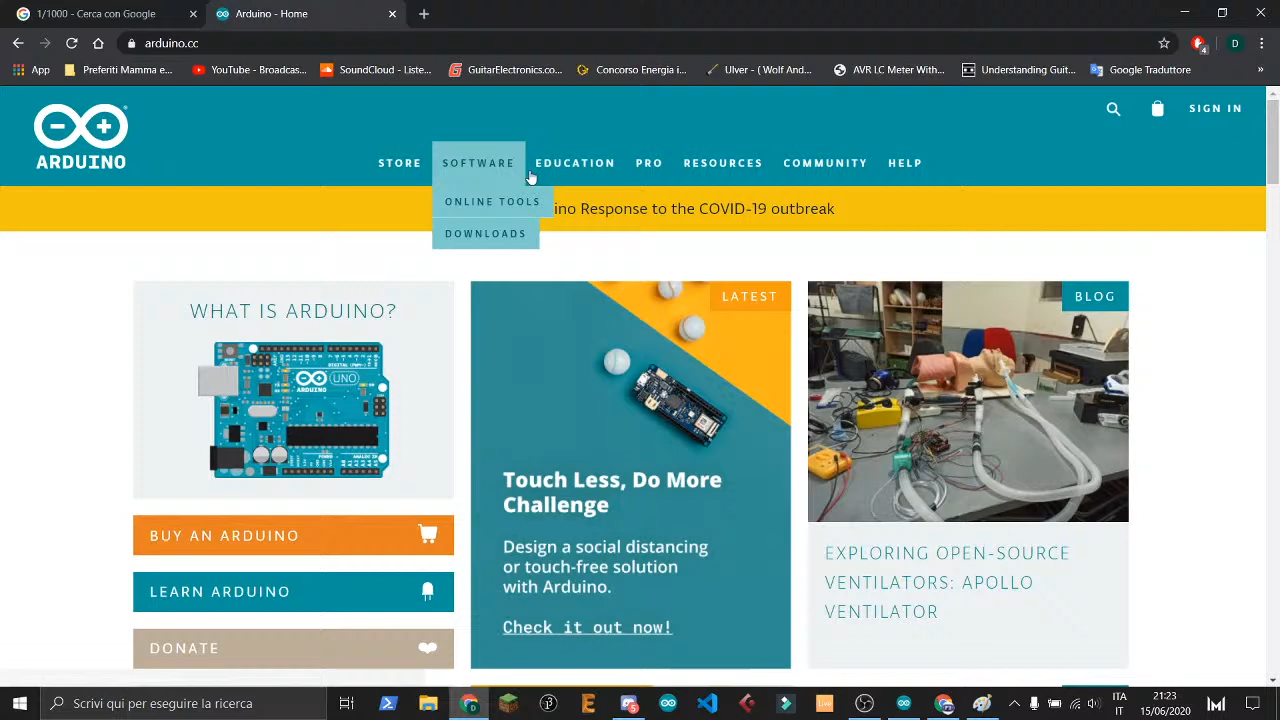 1/1000 - Google Ricerca
Arduino - Home
arduino.cc
4
D
App
Preferiti Mamma e...
YouTube - Broadcas...
SoundCloud - Liste...
GuitarElectronics.c...
Concorso Energia i...
Ulver - ( Wolf And...
AVR LC Meter With...
Understanding Guit...
Google Traduttore
»
ARDUINO
SIGN IN
STORE
SOFTWARE
EDUCATION
PRO
RESOURCES
COMMUNITY
HELP
ONLINE TOOLS
DOWNLOADS
ino Response to the COVID-19 outbreak
WHAT IS ARDUINO?
UNO
ARDUINO
BUY AN ARDUINO
LEARN ARDUINO
DONATE
LATEST
Touch Less, Do More
Challenge
Design a social distancing
or touch-free solution
with Arduino.
Check it out now!
BLOG
EXPLORING OPEN-SOURCE
VENTILATORS: APOLLO
VENTILATOR
Scrivi qui per eseguire la ricerca
Live
ITA
21:23
15/06/2020